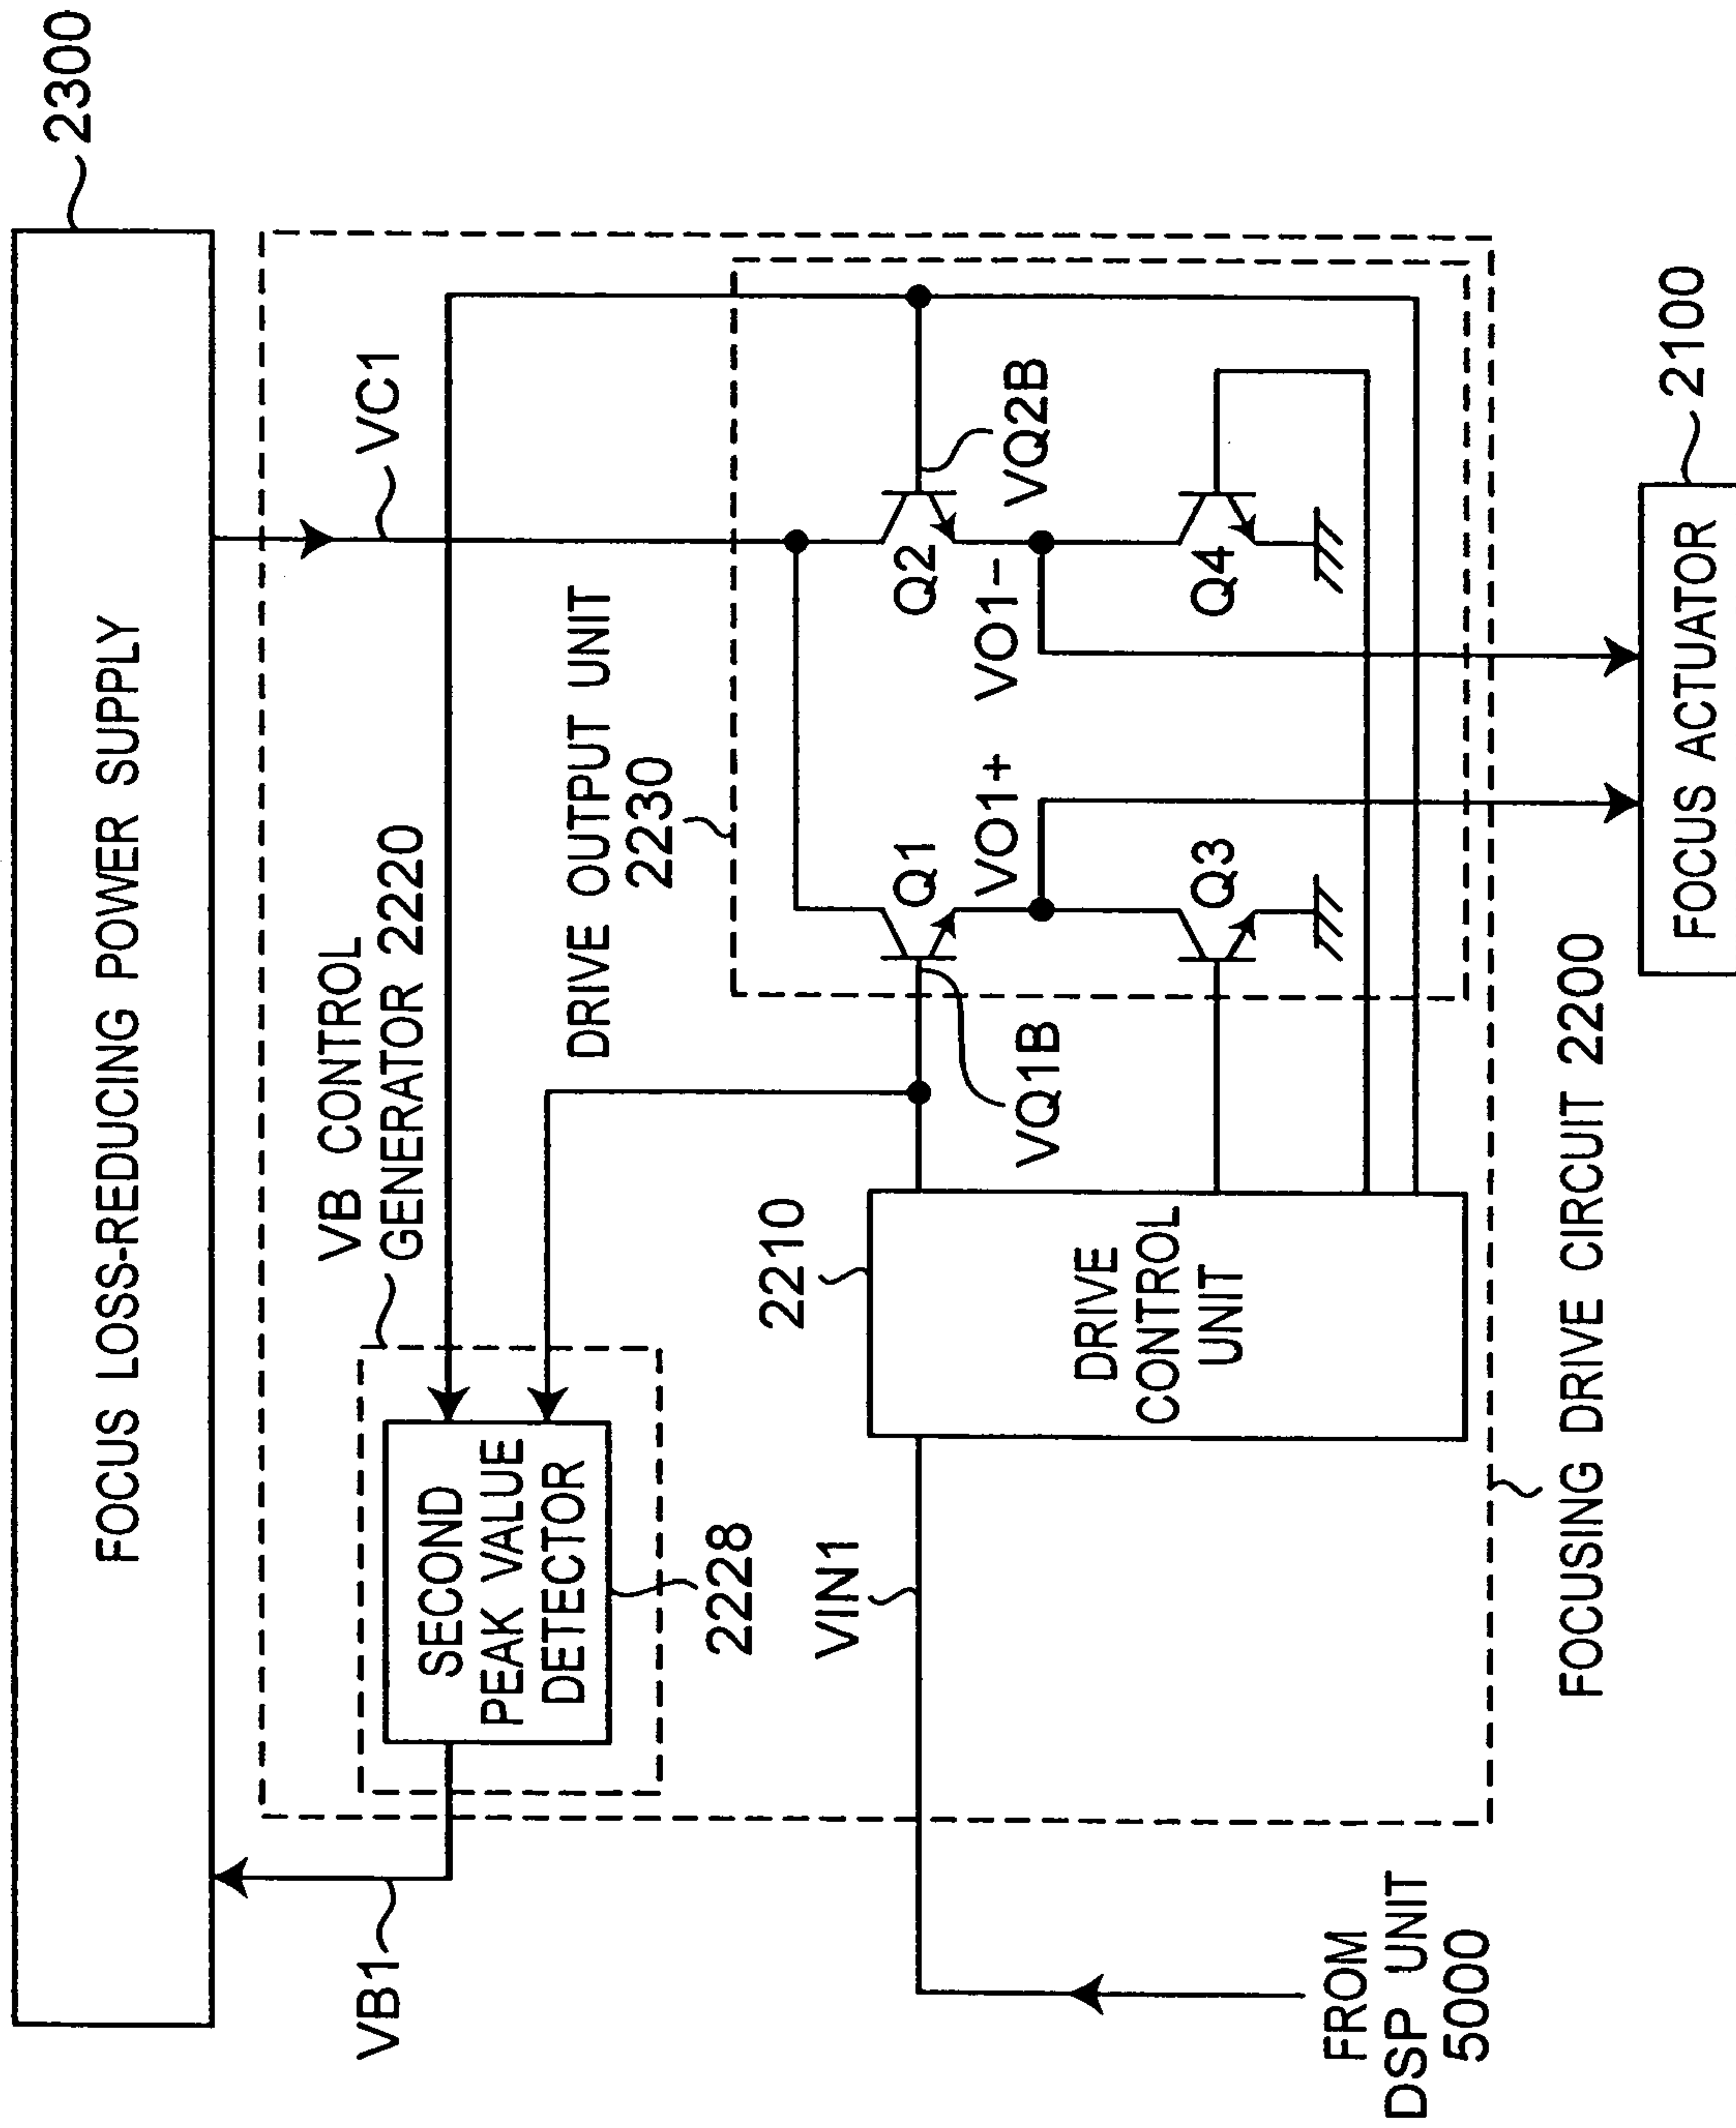 FOCUS LOSS-REDUCING POWER SUPPLY
2300
VB1
VB CONTROL
GENERATOR 2220
VC1
SECOND
PEAK VALUE
DETECTOR
2228
DRIVE OUTPUT UNIT
2230
VIN1
2210
DRIVE
CONTROL
UNIT
Q1
Q2
VQ1B
VO1+
VO1-
VQ2B
Q3
Q4
FROM
DSP UNIT
5000
FOCUSING DRIVE CIRCUIT 2200
FOCUS ACTUATOR
2100